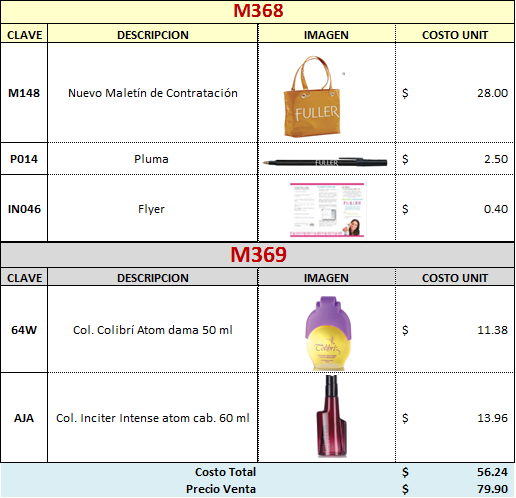 M368
CLAVE DESCRIPCION IMAGEN COSTO UNIT
M148 Nuevo Maletín de Contratación $ 28.00
FULLER
P014 Pluma $ 2.50
FULLER
IN046 Flyer $ 0.40
M369
CLAVE DESCRIPCION IMAGEN COSTO UNIT
64W Col. Colibrí Atom dama 50 ml $ 11.38
Colibrí
AJA Col. Inciter Intense atom cab. 60 ml $ 13.96
Costo Total $ 56.24
Precio Venta $ 79.90